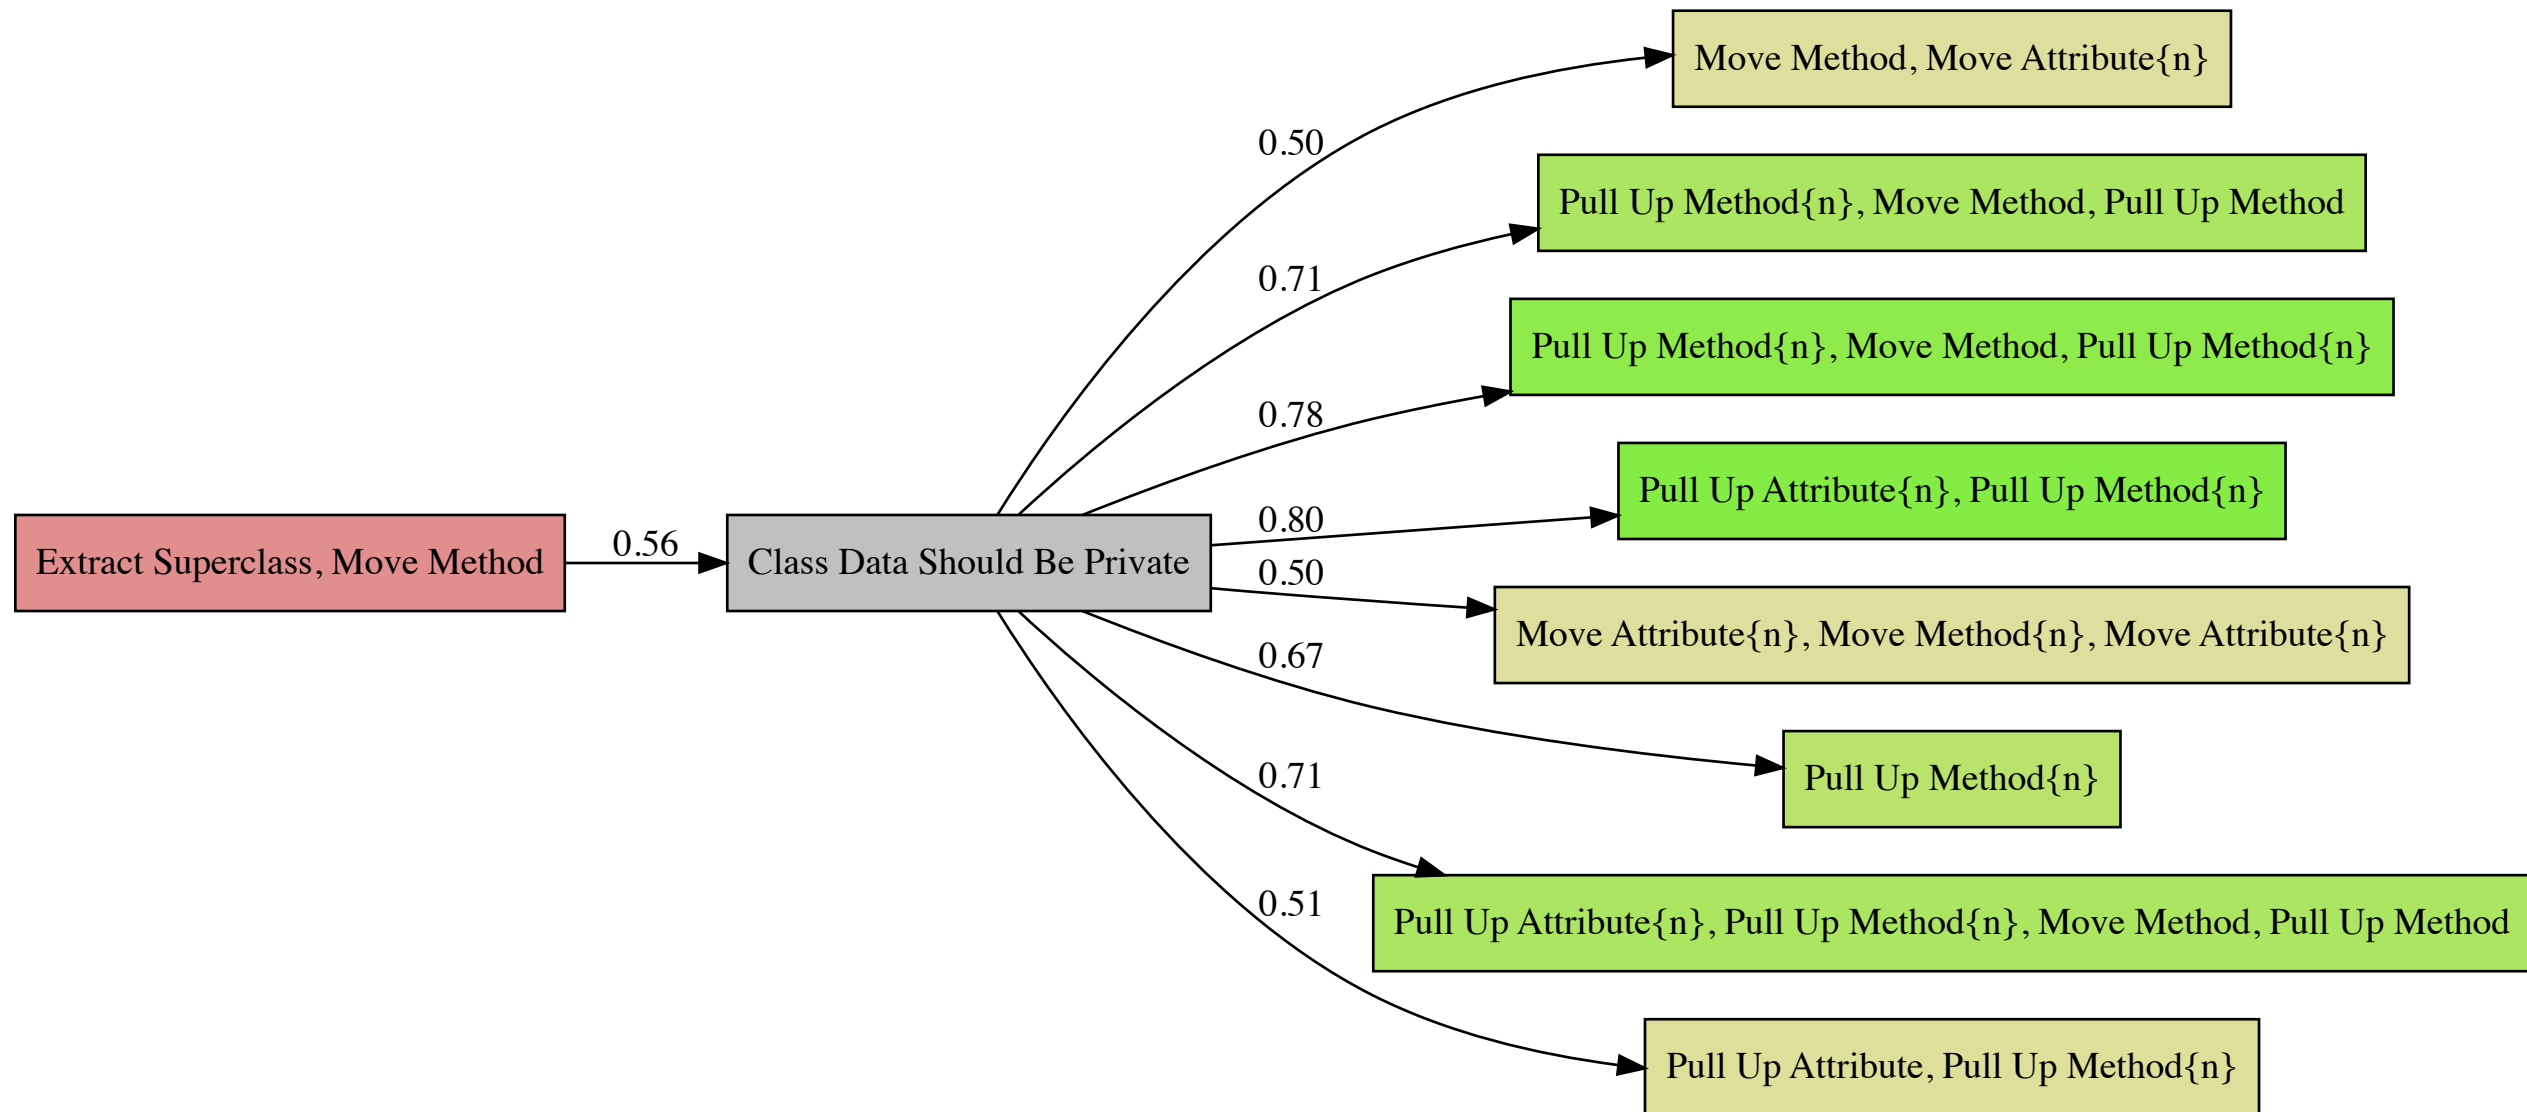 Move Method, Move Attribute{n}
0.50
Pull Up Method{n}, Move Method, Pull Up Method
0.71
Pull Up Method{n}, Move Method, Pull Up Method{n}
0.78
Pull Up Attribute{n}, Pull Up Method{n}
0.80
Extract Superclass, Move Method
0.56
Class Data Should Be Private
0.50
Move Attribute{n}, Move Method{n}, Move Attribute{n}
0.67
Pull Up Method{n}
0.71
Pull Up Attribute{n}, Pull Up Method{n}, Move Method, Pull Up Method
0.51
Pull Up Attribute, Pull Up Method{n}